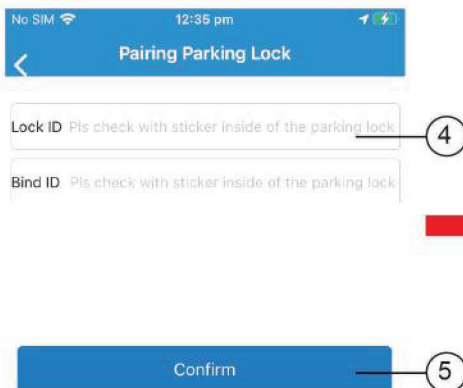 No SIM 12:35 pm
Pairing Parking Lock
Lock ID Pls check with sticker inside of the parking lock
4
Bind ID Pls check with sticker inside of the parking lock
Confirm
5